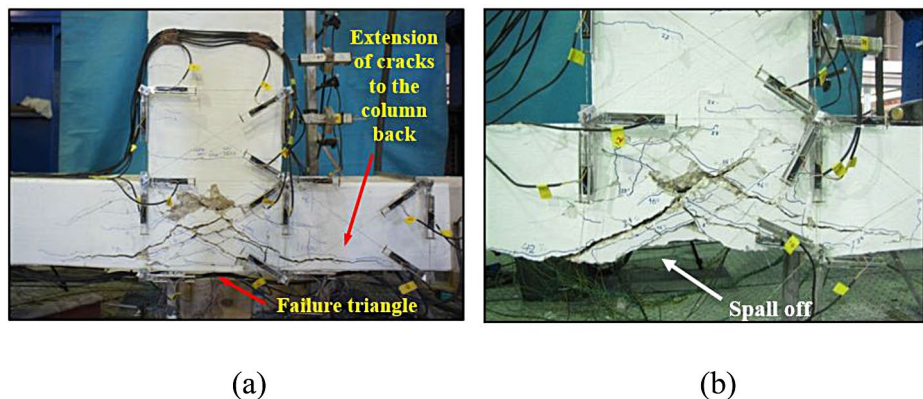 Extension
of cracks
to the
column
back
Failure triangle
Spall off
(a)
(b)